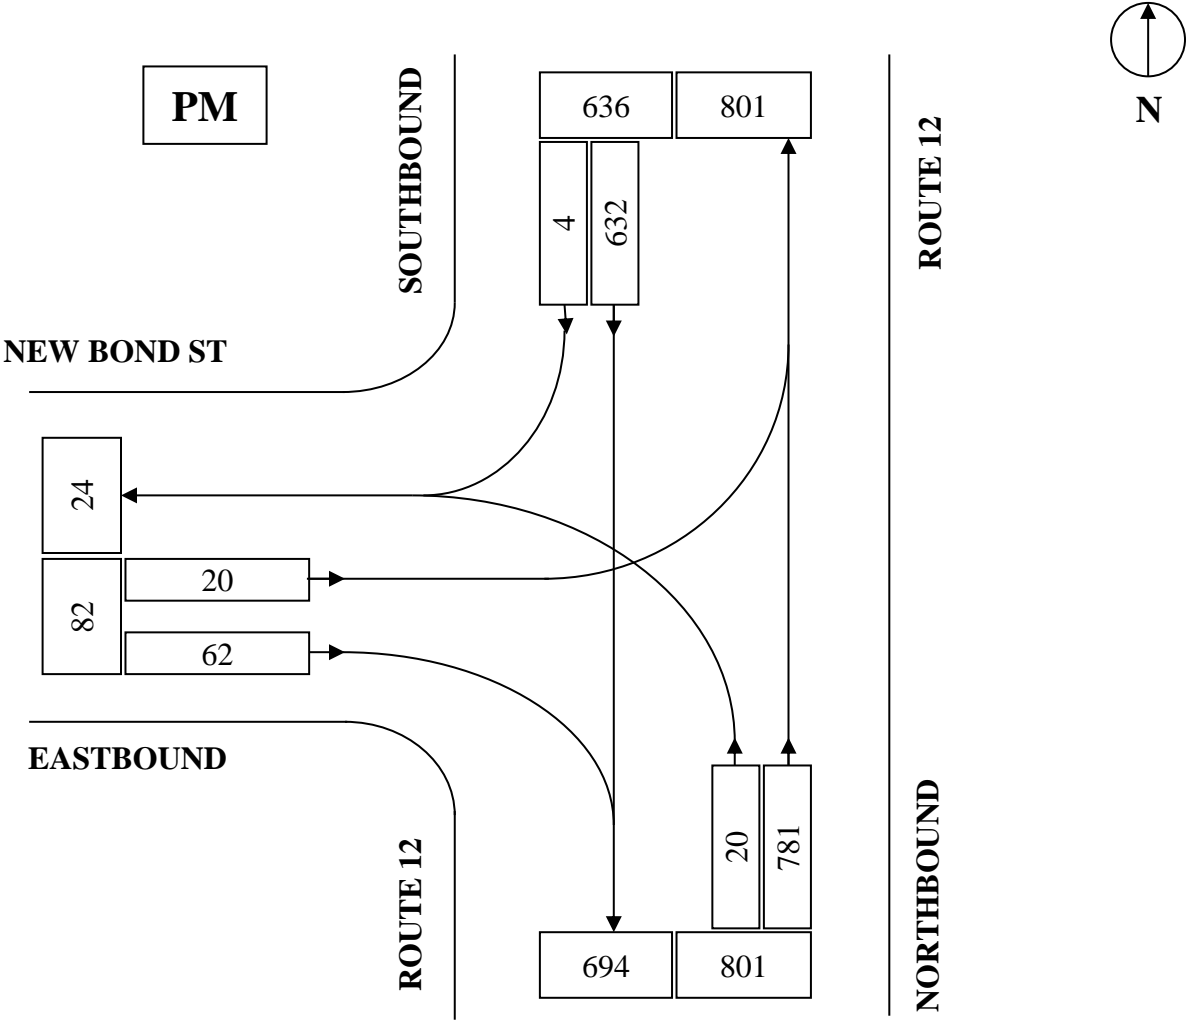 PM
SOUTHBOUND
636
801
4
632
N
ROUTE 12
NEW BOND ST
24
82
20
62
EASTBOUND
ROUTE 12
20
781
694
801
NORTHBOUND